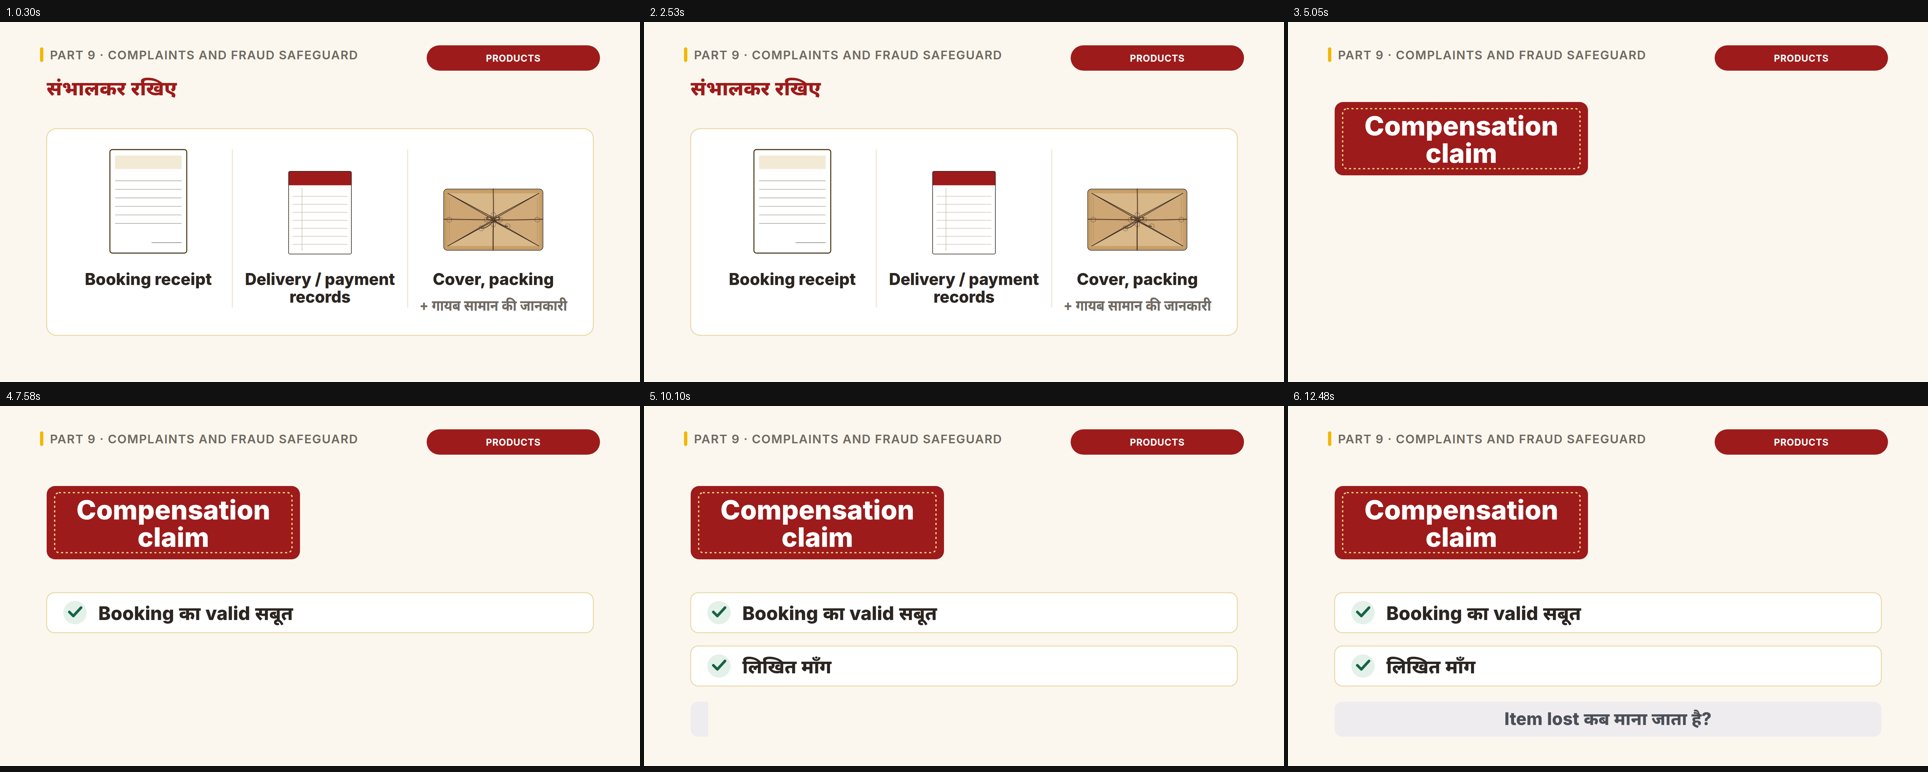 1. 0.30s
PART 9 · COMPLAINTS AND FRAUD SAFEGUARD
PRODUCTS
संभालकर रखिए
Booking receipt
Delivery / payment
records
Cover, packing
+ गायब सामान की जानकारी
2. 2.53s
PART 9 · COMPLAINTS AND FRAUD SAFEGUARD
PRODUCTS
संभालकर रखिए
Booking receipt
Delivery / payment
records
Cover, packing
+ गायब सामान की जानकारी
3. 5.05s
PART 9 · COMPLAINTS AND FRAUD SAFEGUARD
PRODUCTS
Compensation
claim
4. 7.58s
PART 9 · COMPLAINTS AND FRAUD SAFEGUARD
PRODUCTS
Compensation
claim
Booking का valid सबूत
5. 10.10s
PART 9 · COMPLAINTS AND FRAUD SAFEGUARD
PRODUCTS
Compensation
claim
Booking का valid सबूत
लिखित माँग
6. 12.48s
PART 9 · COMPLAINTS AND FRAUD SAFEGUARD
PRODUCTS
Compensation
claim
Booking का valid सबूत
लिखित माँग
Item lost कब माना जाता है?